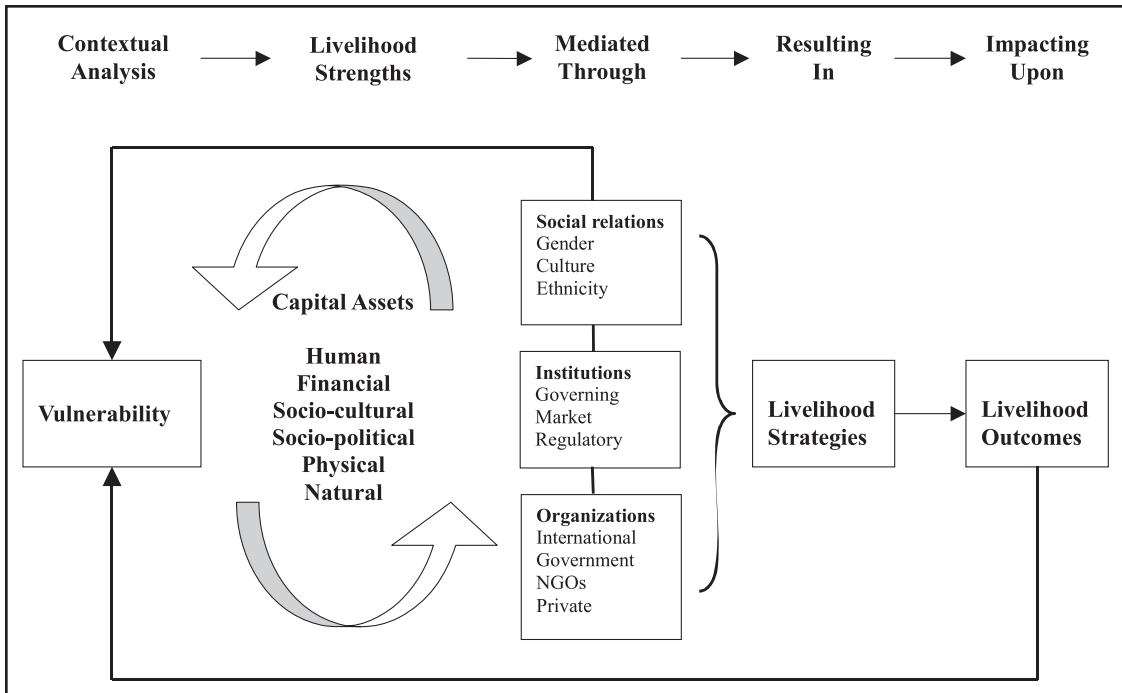 Contextual
Analysis
Livelihood
Strengths
Mediated
Through
Resulting
In
Impacting
Upon
Vulnerability
Capital Assets
Human
Financial
Socio-cultural
Socio-political
Physical
Natural
Social relations
Gender
Culture
Ethnicity
Institutions
Governing
Market
Regulatory
Organizations
International
Government
NGOs
Private
Livelihood
Strategies
Livelihood
Outcomes